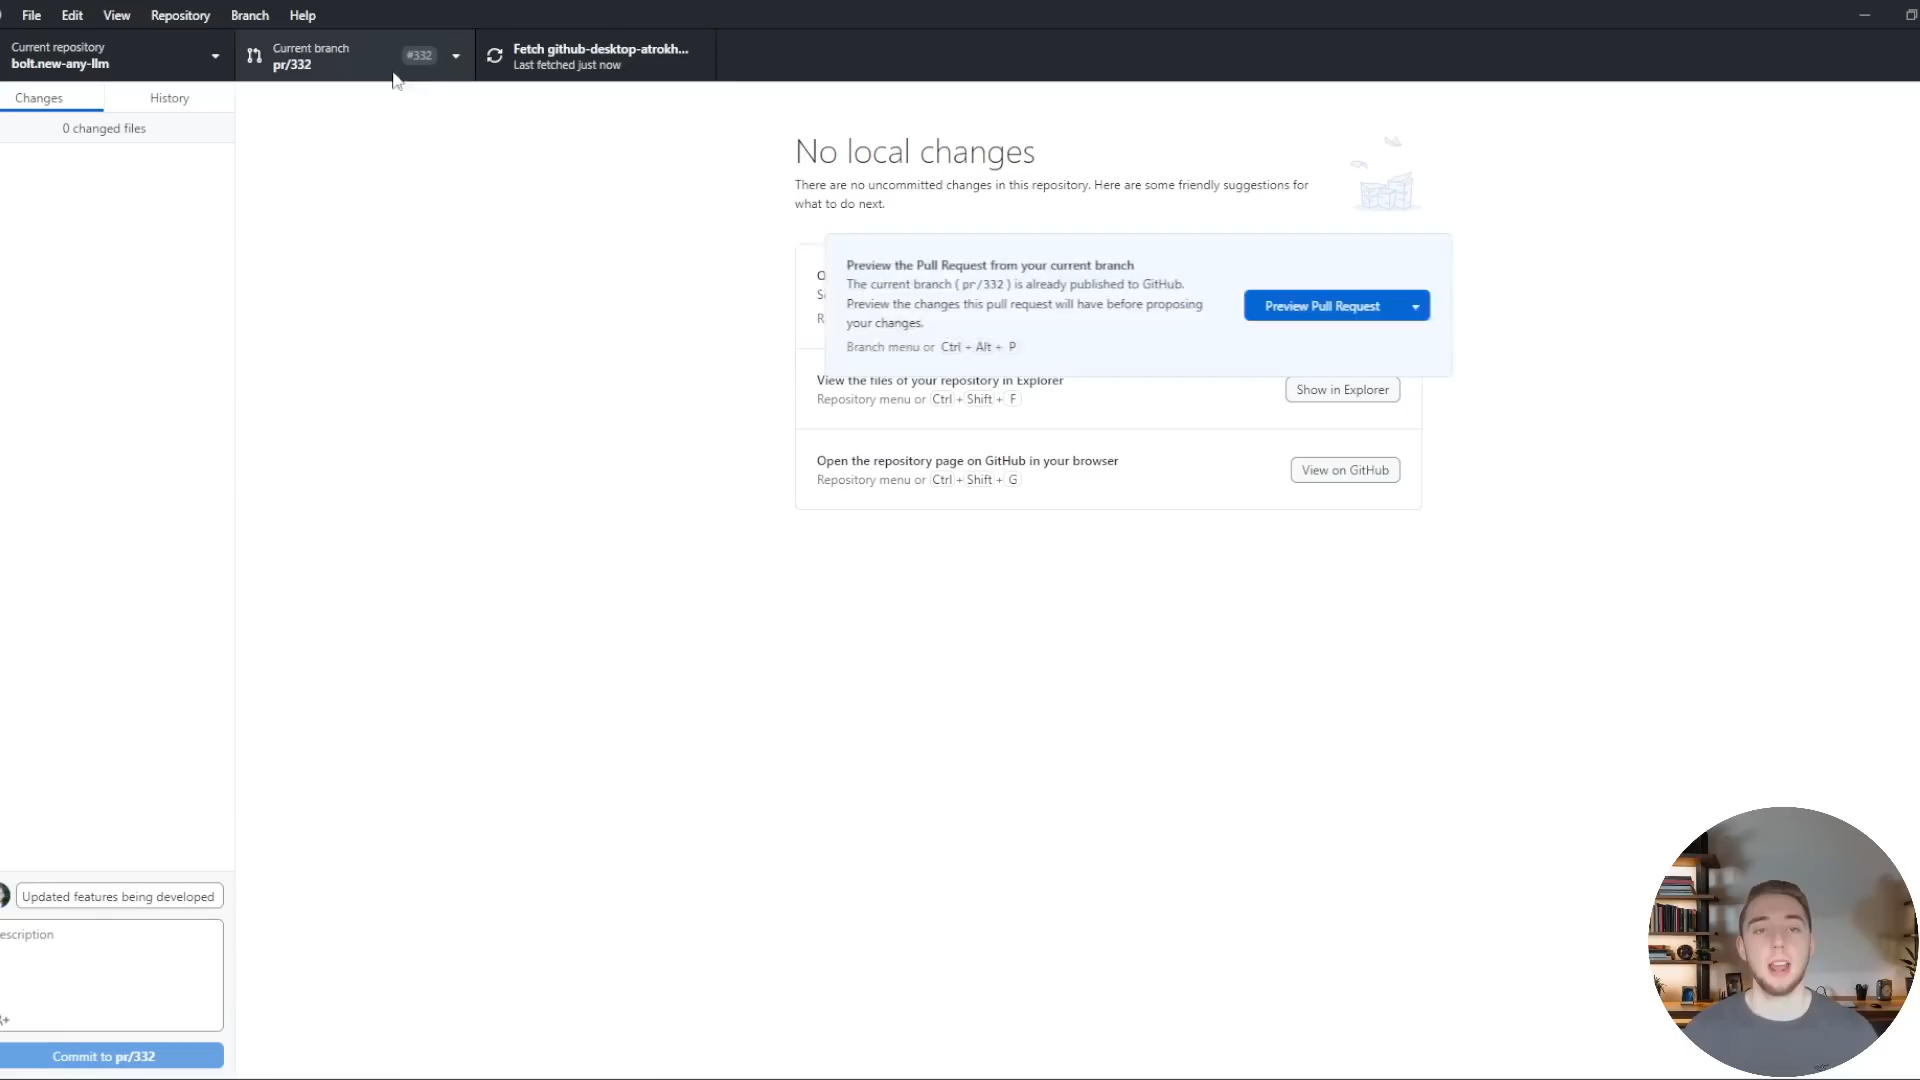 File Edit View Repository Branch Help
Current repository
bolt.new-any-llm
Current branch
pr/332
#332
Fetch github-desktop-atrokh...
Last fetched just now
Changes
History
0 changed files
No local changes
There are no uncommitted changes in this repository. Here are some friendly suggestions for
what to do next.
Preview the Pull Request from your current branch
The current branch ( pr/332 ) is already published to GitHub.
Preview the changes this pull request will have before proposing
your changes.
Branch menu or Ctrl + Alt + P
Preview Pull Request
View the files of your repository in Explorer
Repository menu or Ctrl + Shift + F
Show in Explorer
Open the repository page on GitHub in your browser
Repository menu or Ctrl + Shift + G
View on GitHub
Updated features being developed
escription
Commit to pr/332